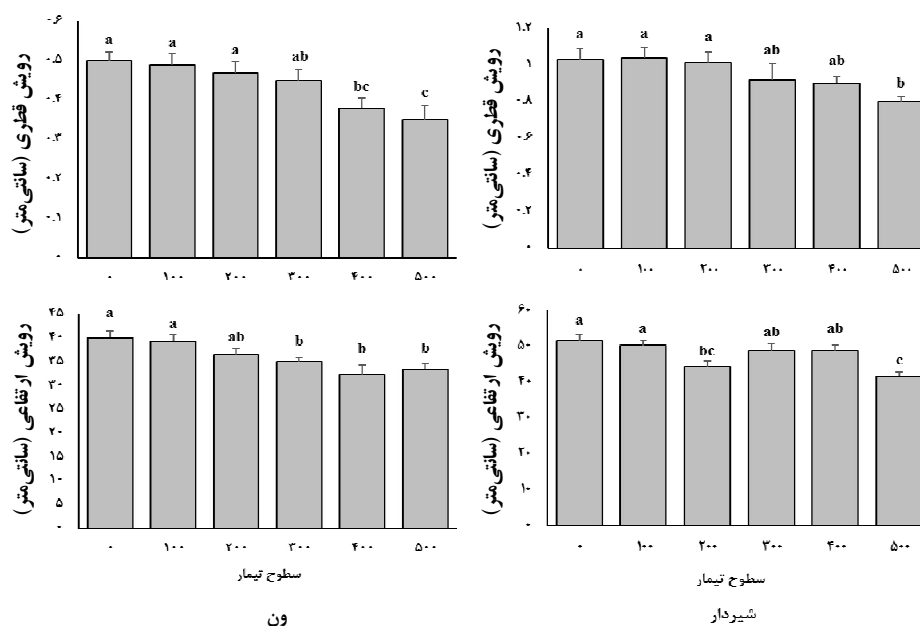 رویش قطری (سانتی‌متر)
۰.۶
۰.۵
۰.۴
۰.۳
۰.۲
۰.۱
۰
a a a ab bc c
۰ ۱۰۰ ۲۰۰ ۳۰۰ ۴۰۰ ۵۰۰
رویش قطری (سانتی‌متر)
۱.۲
۱
۰.۸
۰.۶
۰.۴
۰.۲
۰
a a a ab ab b
۰ ۱۰۰ ۲۰۰ ۳۰۰ ۴۰۰ ۵۰۰
رویش ارتفاعی (سانتی‌متر)
۴۵
۴۰
۳۵
۳۰
۲۵
۲۰
۱۵
۱۰
۵
۰
a a ab b b b
۰ ۱۰۰ ۲۰۰ ۳۰۰ ۴۰۰ ۵۰۰
سطوح تیمار
ون
رویش ارتفاعی (سانتی‌متر)
۶۰
۵۰
۴۰
۳۰
۲۰
۱۰
۰
a a bc ab ab c
۰ ۱۰۰ ۲۰۰ ۳۰۰ ۴۰۰ ۵۰۰
سطوح تیمار
شیردار